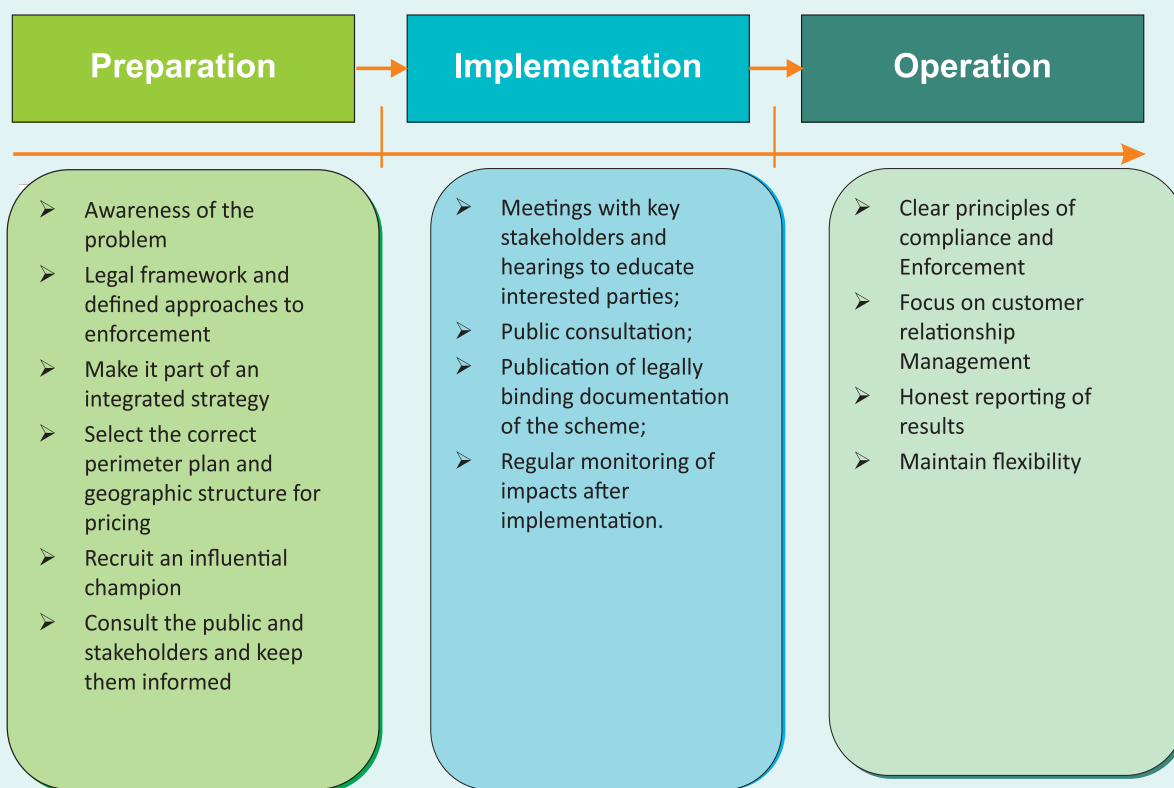 Preparation
Implementation
Operation
➢ Awareness of the
problem
➢ Legal framework and
defined approaches to
enforcement
➢ Make it part of an
integrated strategy
➢ Select the correct
perimeter plan and
geographic structure for
pricing
➢ Recruit an influential
champion
➢ Consult the public and
stakeholders and keep
them informed
➢ Meetings with key
stakeholders and
hearings to educate
interested parties;
➢ Public consultation;
➢ Publication of legally
binding documentation
of the scheme;
➢ Regular monitoring of
impacts after
implementation.
➢ Clear principles of
compliance and
Enforcement
➢ Focus on customer
relationship
Management
➢ Honest reporting of
results
➢ Maintain flexibility